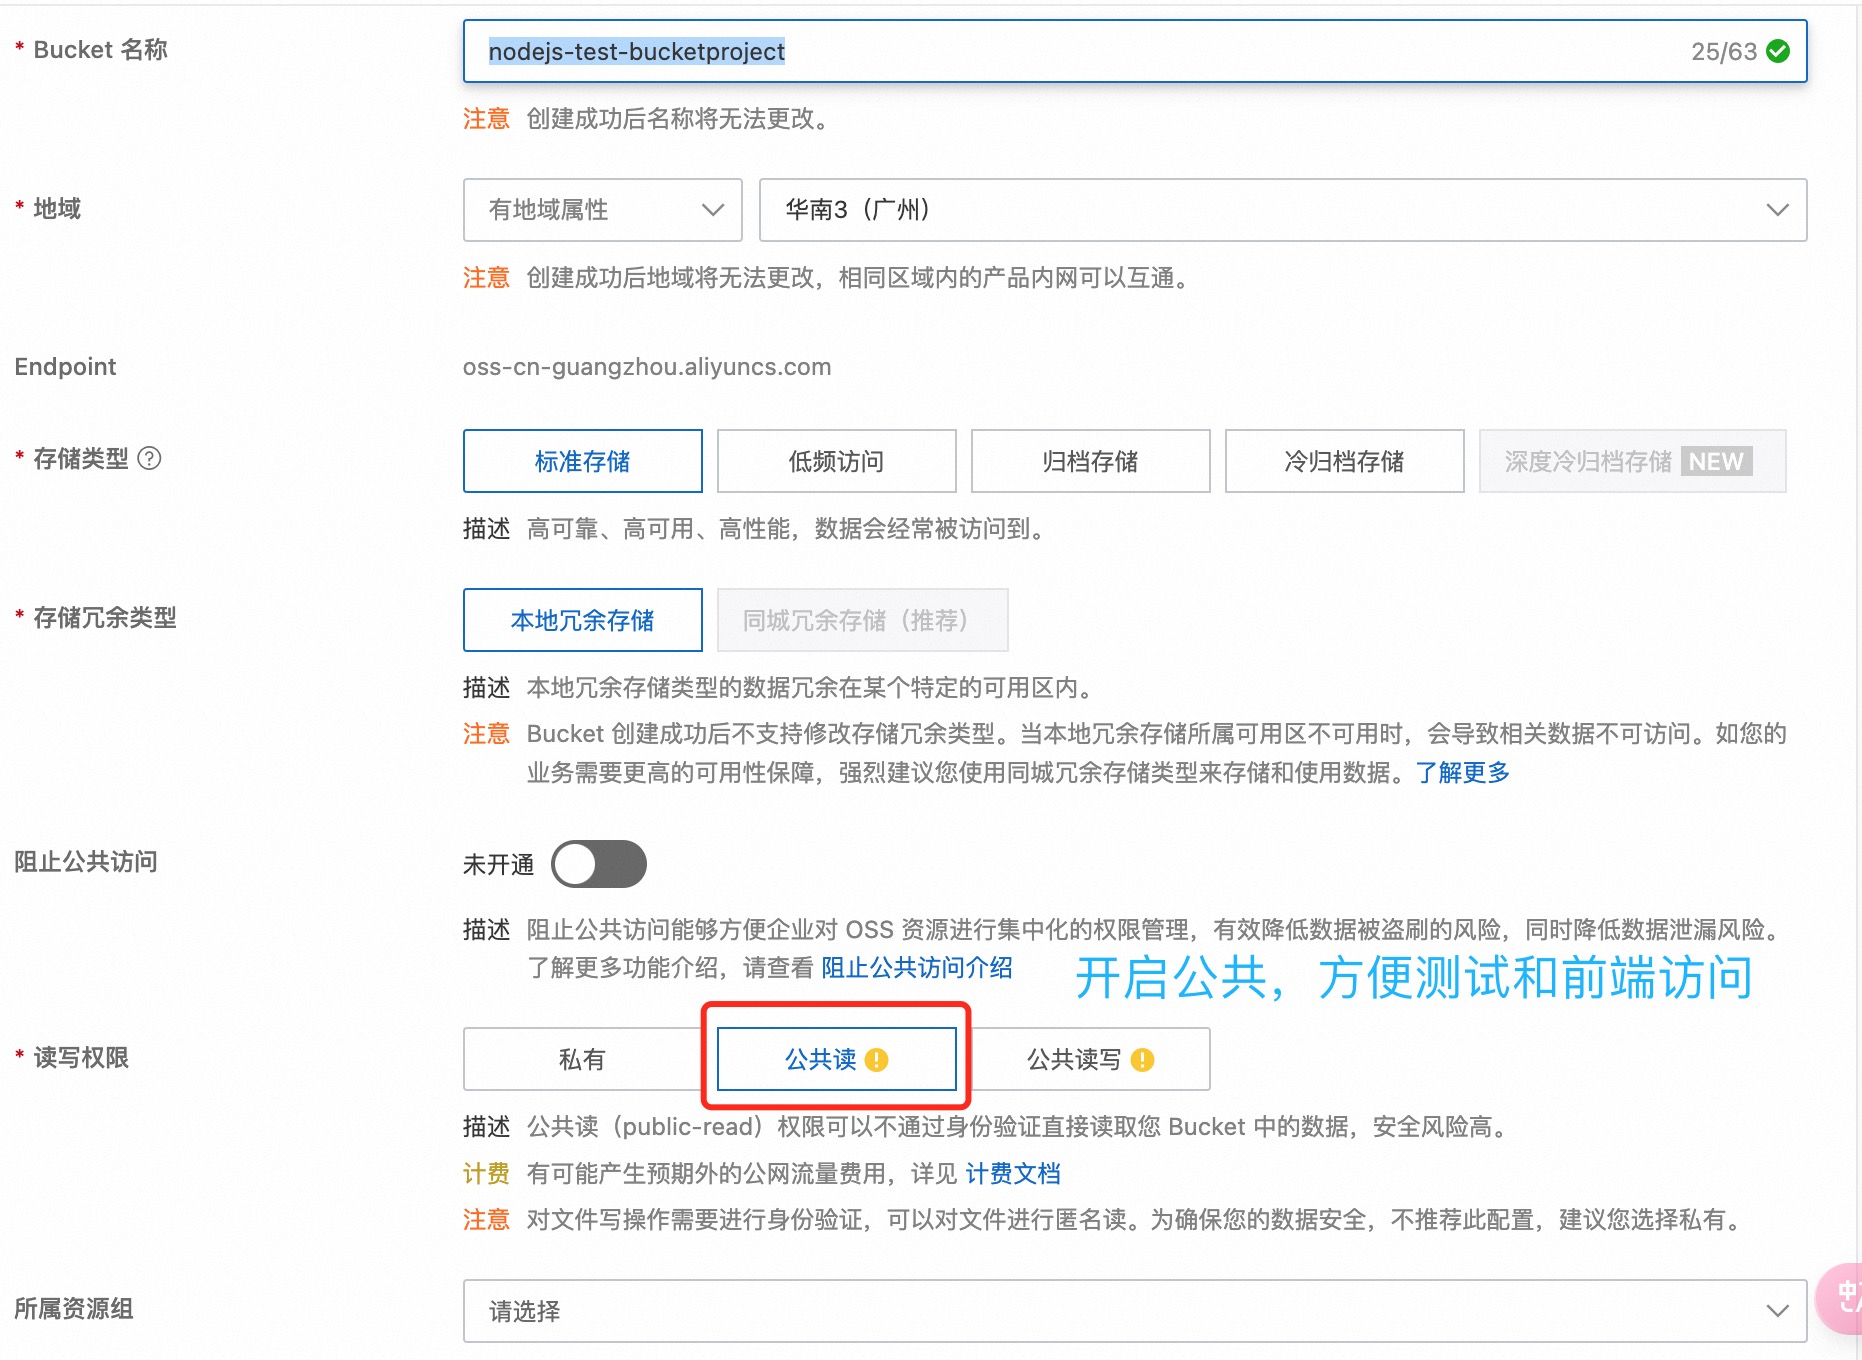 * Bucket 名称
nodejs-test-bucketproject
25/63
注意 创建成功后名称将无法更改。
* 地域
有地域属性
华南3（广州）
注意 创建成功后地域将无法更改，相同区域内的产品内网可以互通。
Endpoint
oss-cn-guangzhou.aliyuncs.com
* 存储类型 ?
标准存储
低频访问
归档存储
冷归档存储
深度冷归档存储 NEW
描述 高可靠、高可用、高性能，数据会经常被访问到。
* 存储冗余类型
本地冗余存储
同城冗余存储（推荐）
描述 本地冗余存储类型的数据冗余在某个特定的可用区内。
注意 Bucket 创建成功后不支持修改存储冗余类型。当本地冗余存储所属可用区不可用时，会导致相关数据不可访问。如您的
业务需要更高的可用性保障，强烈建议您使用同城冗余存储类型来存储和使用数据。了解更多
阻止公共访问
未开通
描述 阻止公共访问能够方便企业对 OSS 资源进行集中化的权限管理，有效降低数据被盗刷的风险，同时降低数据泄漏风险。
了解更多功能介绍，请查看 阻止公共访问介绍
开启公共，方便测试和前端访问
* 读写权限
私有
公共读 !
公共读写 !
描述 公共读（public-read）权限可以不通过身份验证直接读取您 Bucket 中的数据，安全风险高。
计费 有可能产生预期外的公网流量费用，详见 计费文档
注意 对文件写操作需要进行身份验证，可以对文件进行匿名读。为确保您的数据安全，不推荐此配置，建议您选择私有。
所属资源组
请选择